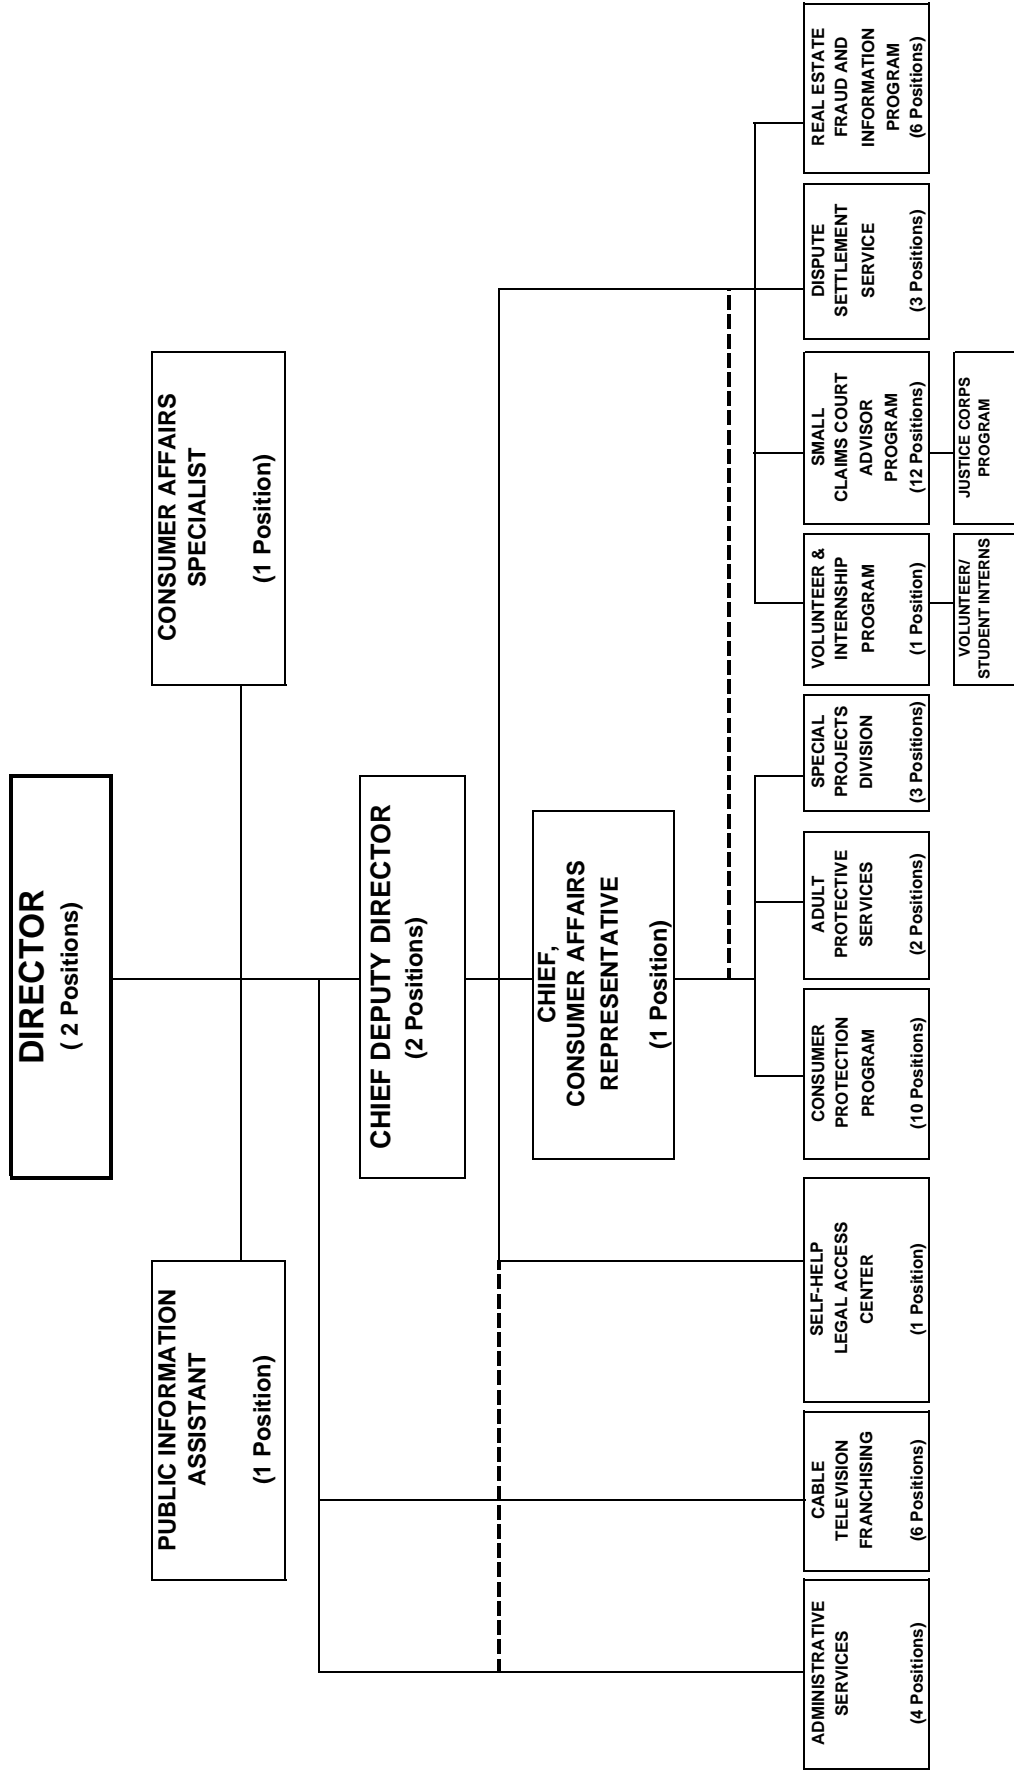 DIRECTOR
( 2 Positions)
PUBLIC INFORMATION
ASSISTANT
(1 Position)
CONSUMER AFFAIRS
SPECIALIST
(1 Position)
CHIEF DEPUTY DIRECTOR
(2 Positions)
CHIEF,
CONSUMER AFFAIRS
REPRESENTATIVE
(1 Position)
ADMINISTRATIVE
SERVICES
(4 Positions)
CABLE
TELEVISION
FRANCHISING
(6 Positions)
SELF-HELP
LEGAL ACCESS
CENTER
(1 Position)
CONSUMER
PROTECTION
PROGRAM
(10 Positions)
ADULT
PROTECTIVE
SERVICES
(2 Positions)
SPECIAL
PROJECTS
DIVISION
(3 Positions)
VOLUNTEER &
INTERNSHIP
PROGRAM
(1 Position)
SMALL
CLAIMS COURT
ADVISOR
PROGRAM
(12 Positions)
DISPUTE
SETTLEMENT
SERVICE
(3 Positions)
REAL ESTATE
FRAUD AND
INFORMATION
PROGRAM
(6 Positions)
VOLUNTEER/
STUDENT INTERNS
JUSTICE CORPS
PROGRAM